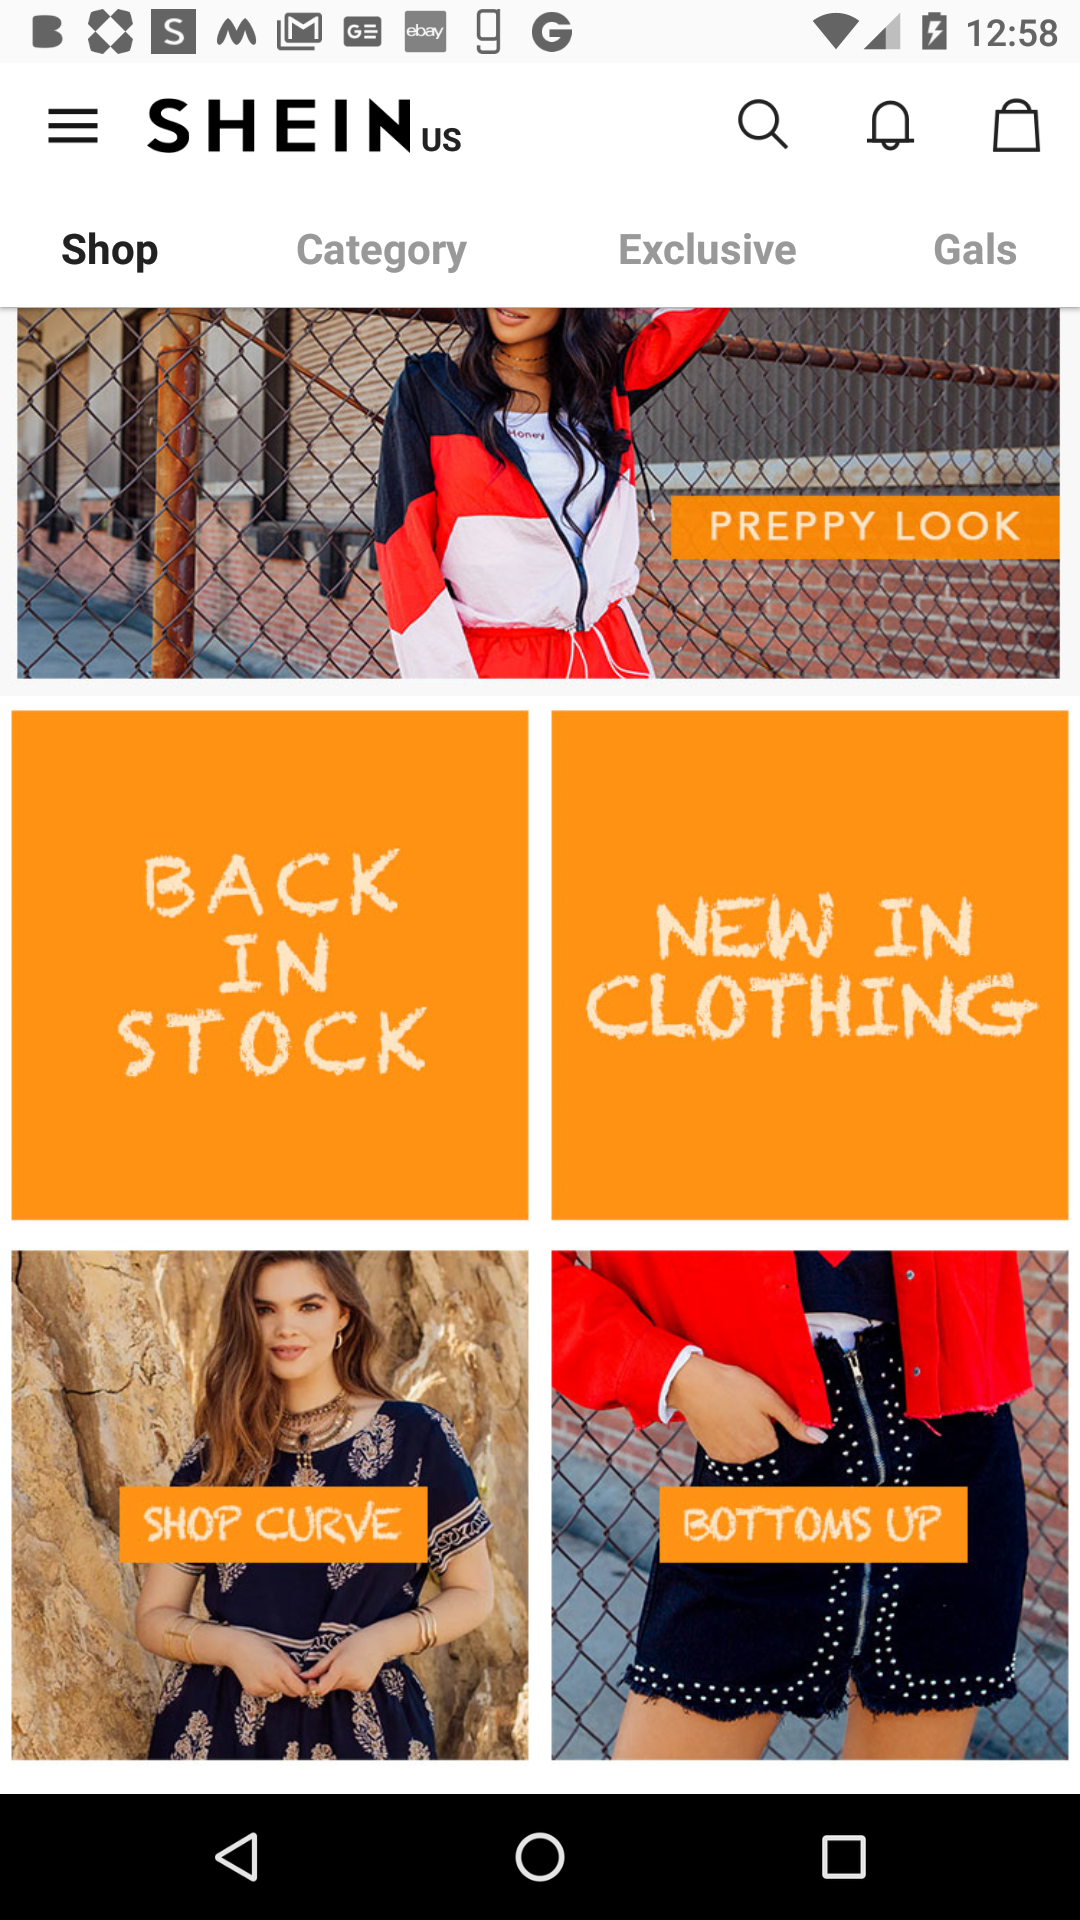 12:58
SHEIN US
Shop Category Exclusive Gals
Honey
PREPPY LOOK
BACK
IN
STOCK
NEW IN
CLOTHING
SHOP CURVE
BOTTOMS UP